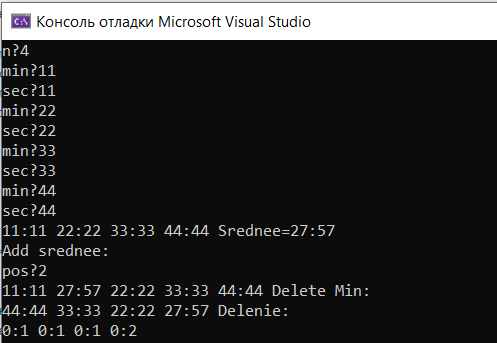 Консоль отладки Microsoft Visual Studio
n?4
min?11
sec?11
min?22
sec?22
min?33
sec?33
min?44
sec?44
11:11 22:22 33:33 44:44 Srednee=27:57
Add srednee:
pos?2
11:11 27:57 22:22 33:33 44:44 Delete Min:
44:44 33:33 22:22 27:57 Delenie:
0:1 0:1 0:1 0:2